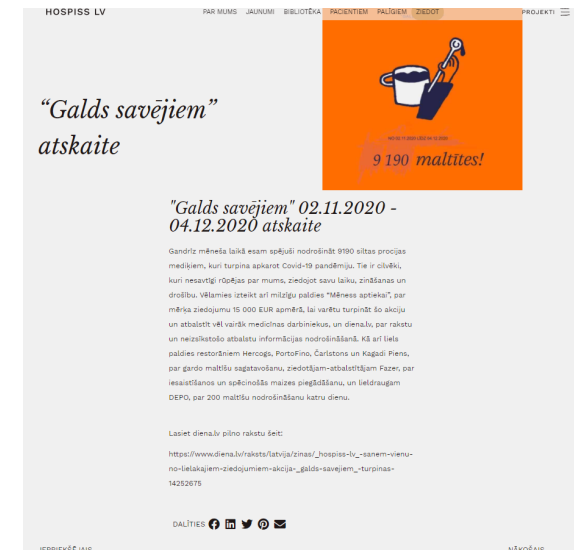 HOSPISS LV
PAR MUMS JAUNUMI BIBLIOTĒKA PACIENTIEM PALĪGIEM ZIEDOT PROJEKTI
“Galds savējiem”
atskaite
9 190 maltītes!
"Galds savējiem" 02.11.2020 -
04.12.2020 atskaite
Gandrīz mēneša laikā esam spējuši nodrošināt 9190 siltas procijas
mediķiem, kuri turpina apkarot Covid-19 pandēmiju. Tie ir cilvēki,
kuri nesavtīgi rūpējas par mums, ziedojot savu laiku, zināšanas un
drošību. Vēlamies izteikt arī milzīgu paldies “Mēness aptiekai”, par
mērķa ziedojumu 15 000 EUR apmērā, lai varētu turpināt šo akciju
un atbalstīt vēl vairāk medicīnas darbiniekus, un diena.lv, par rakstu
un neizsīkstošo atbalstu informācijas nodrošināšanā. Kā arī liels
paldies restorāniem Hercogs, PortoFino, Čarlstons un Kagadi Piens,
par gardo maltīšu sagatavošanu, ziedotājam-atbalstītājam Fazer, par
iesaistīšanos un spēcinošās maizes piegādāšanu, un lieldraugam
DEPO, par 200 maltīšu nodrošināšanu katru dienu.
Lasiet diena.lv pilno rakstu šeit:
https://www.diena.lv/raksts/latvija/zinas/_hospiss-lv_-sanem-vienu-
no-lielakajiem-ziedojumiem-akcija-_galds-savejiem_-turpinas-
14252675
DALĪTIES
IEPRIEKŠĒJAIS NĀKOŠAIS